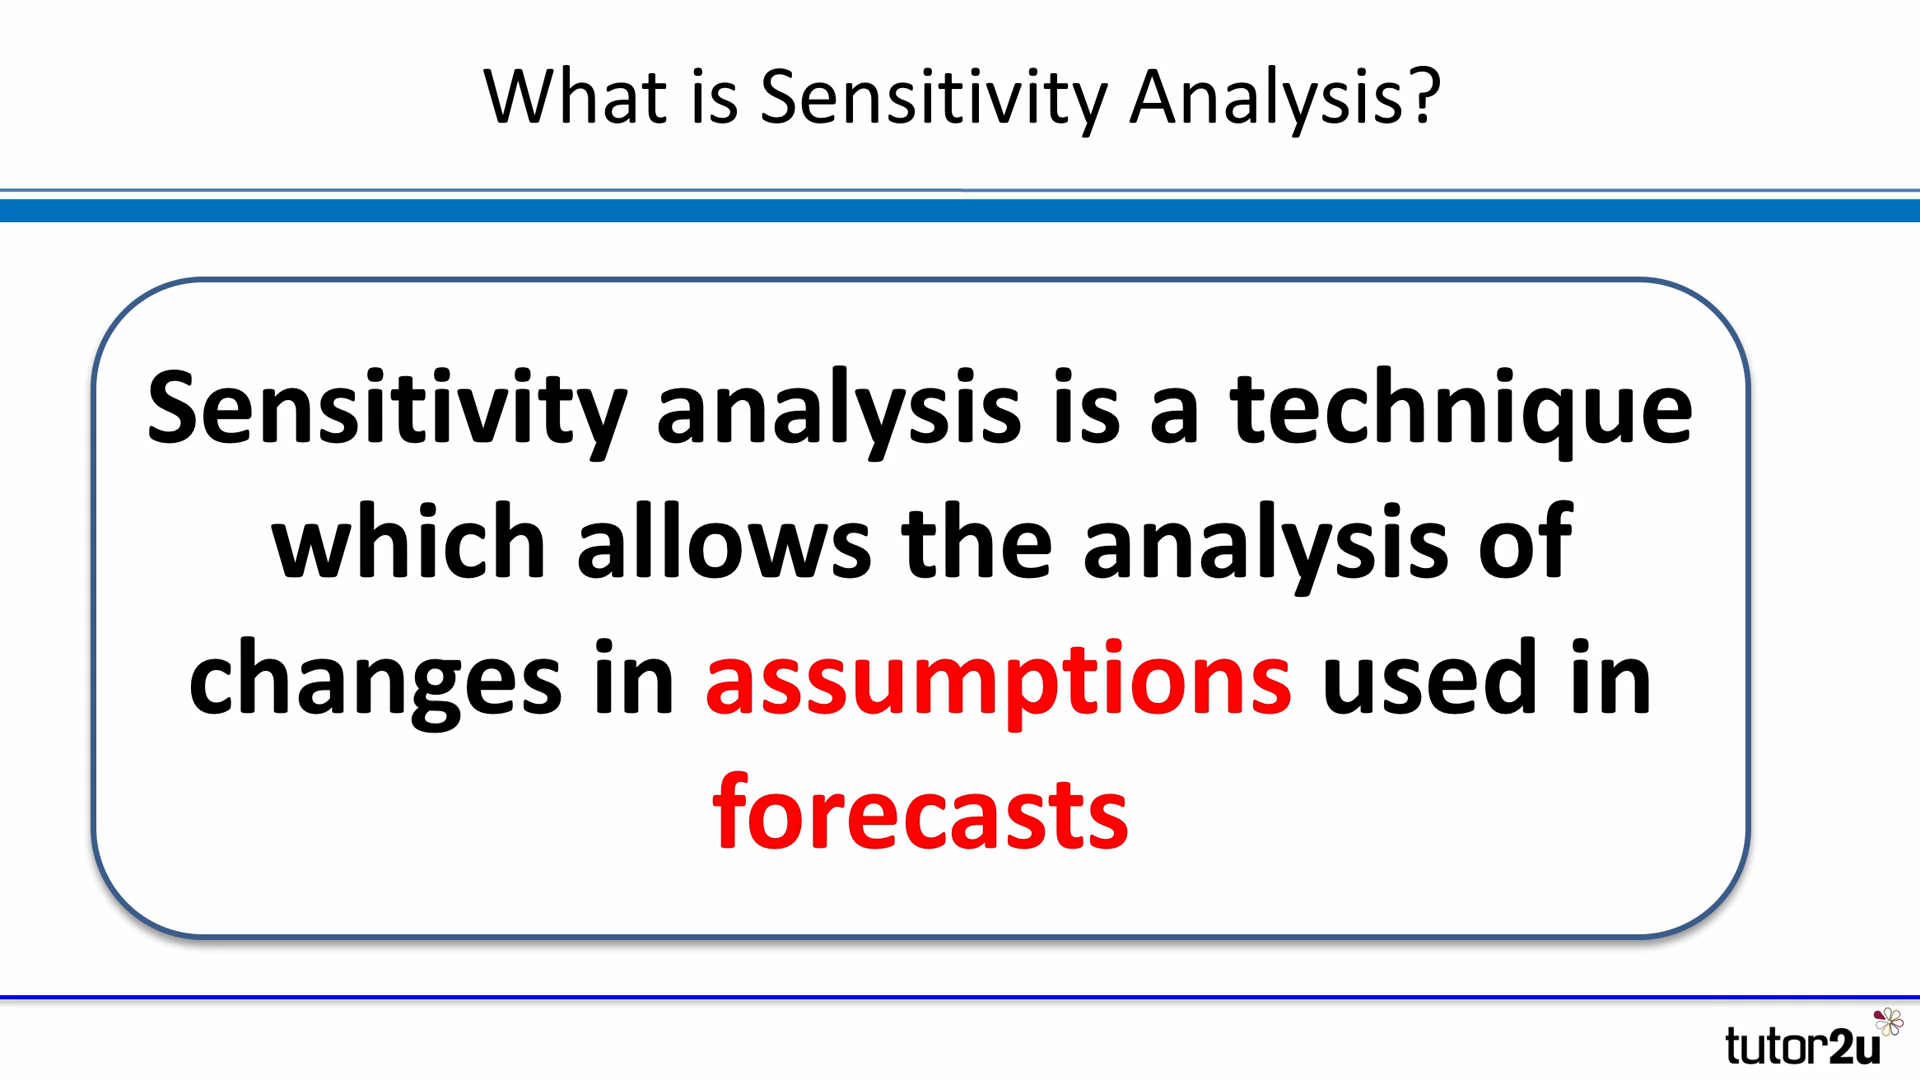 What is Sensitivity Analysis?
Sensitivity analysis is a technique
which allows the analysis of
changes in assumptions used in
forecasts
tutor2u